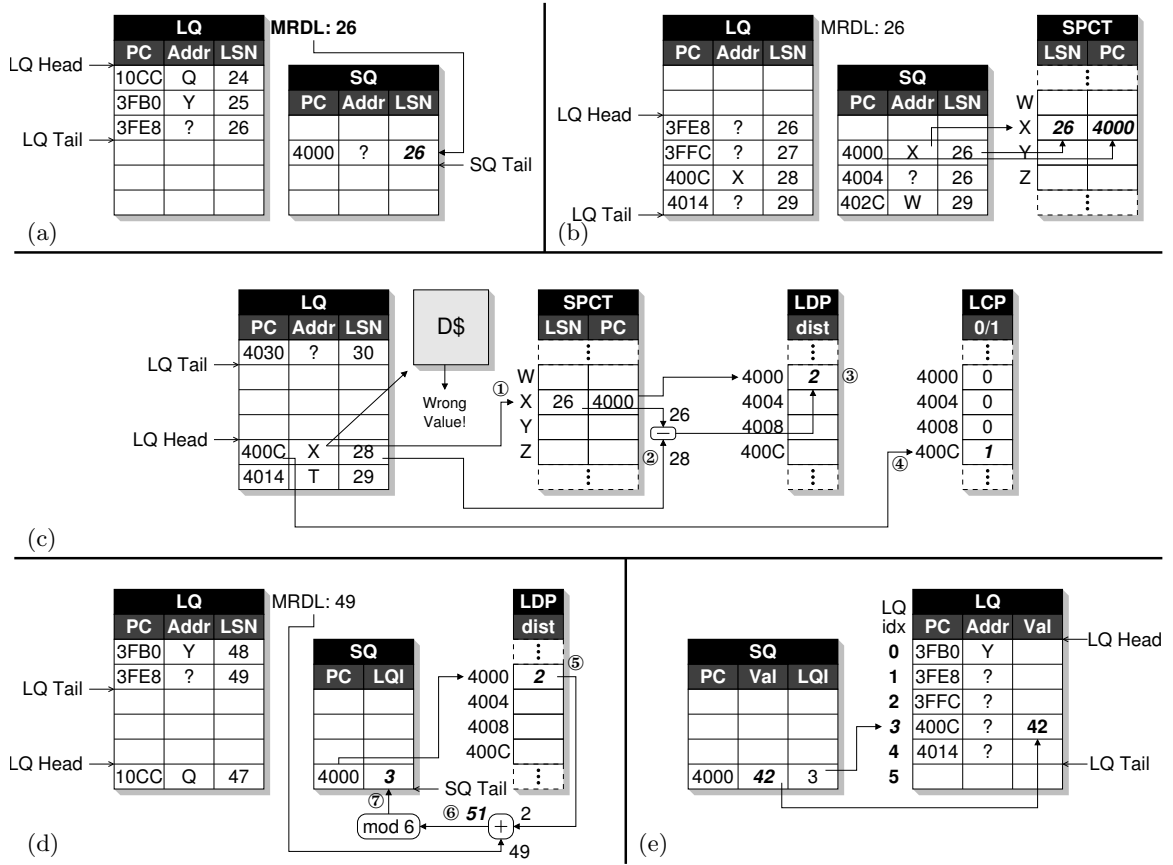 LQ
PC Addr LSN
10CC Q 24
3FB0 Y 25
3FE8 ? 26
LQ Head
LQ Tail
MRDL: 26
SQ
PC Addr LSN
4000 ? 26
SQ Tail
(a)
LQ
PC Addr LSN
3FE8 ? 26
3FFC ? 27
400C X 28
4014 ? 29
LQ Head
LQ Tail
MRDL: 26
SQ
PC Addr LSN
4000 X 26
4004 ? 26
402C W 29
SPCT
LSN PC
W
X 26 4000
Y
Z
(b)
LQ
PC Addr LSN
4030 ? 30
400C X 28
4014 T 29
LQ Tail
LQ Head
D$
Wrong
Value!
①
SPCT
LSN PC
W
X 26 4000
Y
Z
26
−
② 28
LDP
dist
4000 2 ③
4004
4008
400C
LCP
0/1
4000 0
4004 0
4008 0
④ 400C 1
(c)
LQ
PC Addr LSN
3FB0 Y 48
3FE8 ? 49
10CC Q 47
LQ Tail
LQ Head
MRDL: 49
SQ
PC LQI
4000 3
SQ Tail
LDP
dist
⑤
4000 2
4004
4008
400C
⑦
mod 6
⑥ 51
+
2
49
(d)
SQ
PC Val LQI
4000 42 3
LQ
idx
LQ
PC Addr Val
0 3FB0 Y
1 3FE8 ?
2 3FFC ?
3 400C ? 42
4 4014 ?
5
LQ Head
LQ Tail
(e)